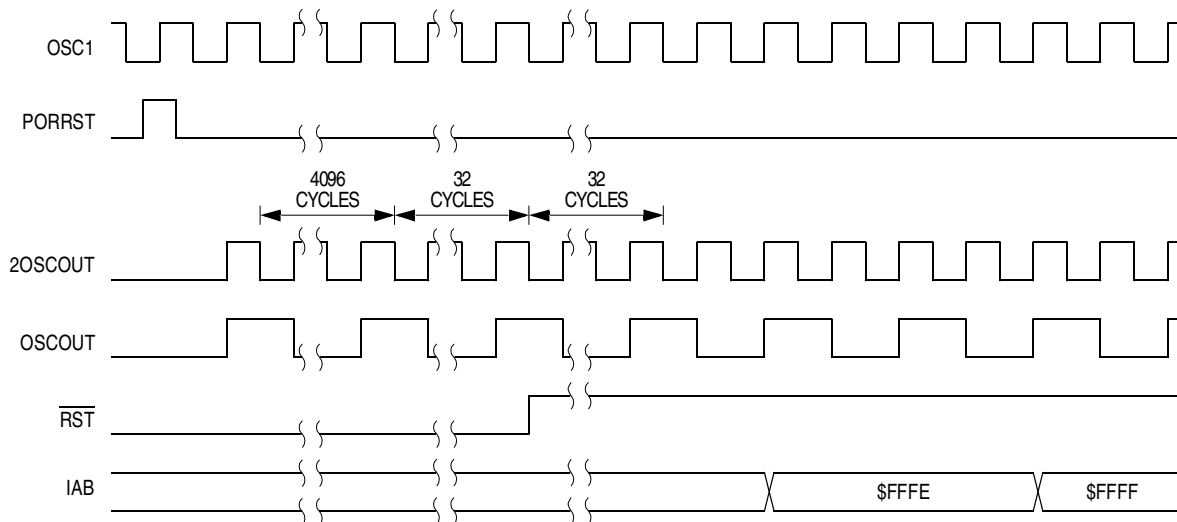 OSC1
PORRST
4096
CYCLES
32
CYCLES
32
CYCLES
2OSCOUT
OSCOUT
RST
IAB
$FFFE
$FFFF